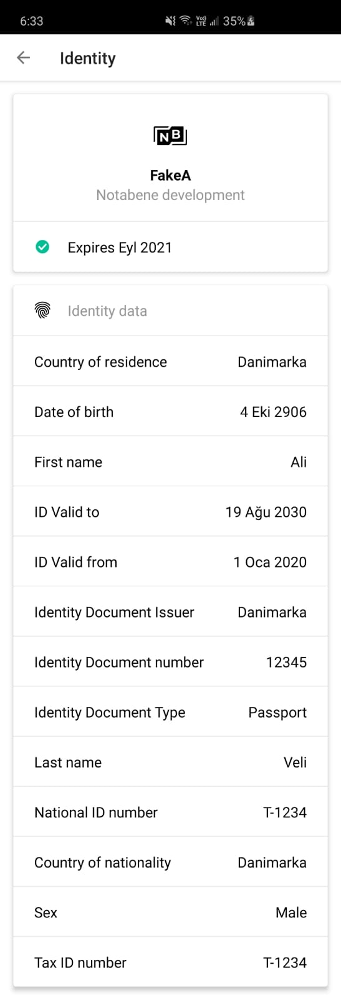 6:33 Vo)) LTE 35%
Identity
NB
FakeA
Notabene development
Expires Eyl 2021
Identity data
Country of residence Danimarka
Date of birth 4 Eki 2906
First name Ali
ID Valid to 19 Ağu 2030
ID Valid from 1 Oca 2020
Identity Document Issuer Danimarka
Identity Document number 12345
Identity Document Type Passport
Last name Veli
National ID number T-1234
Country of nationality Danimarka
Sex Male
Tax ID number T-1234